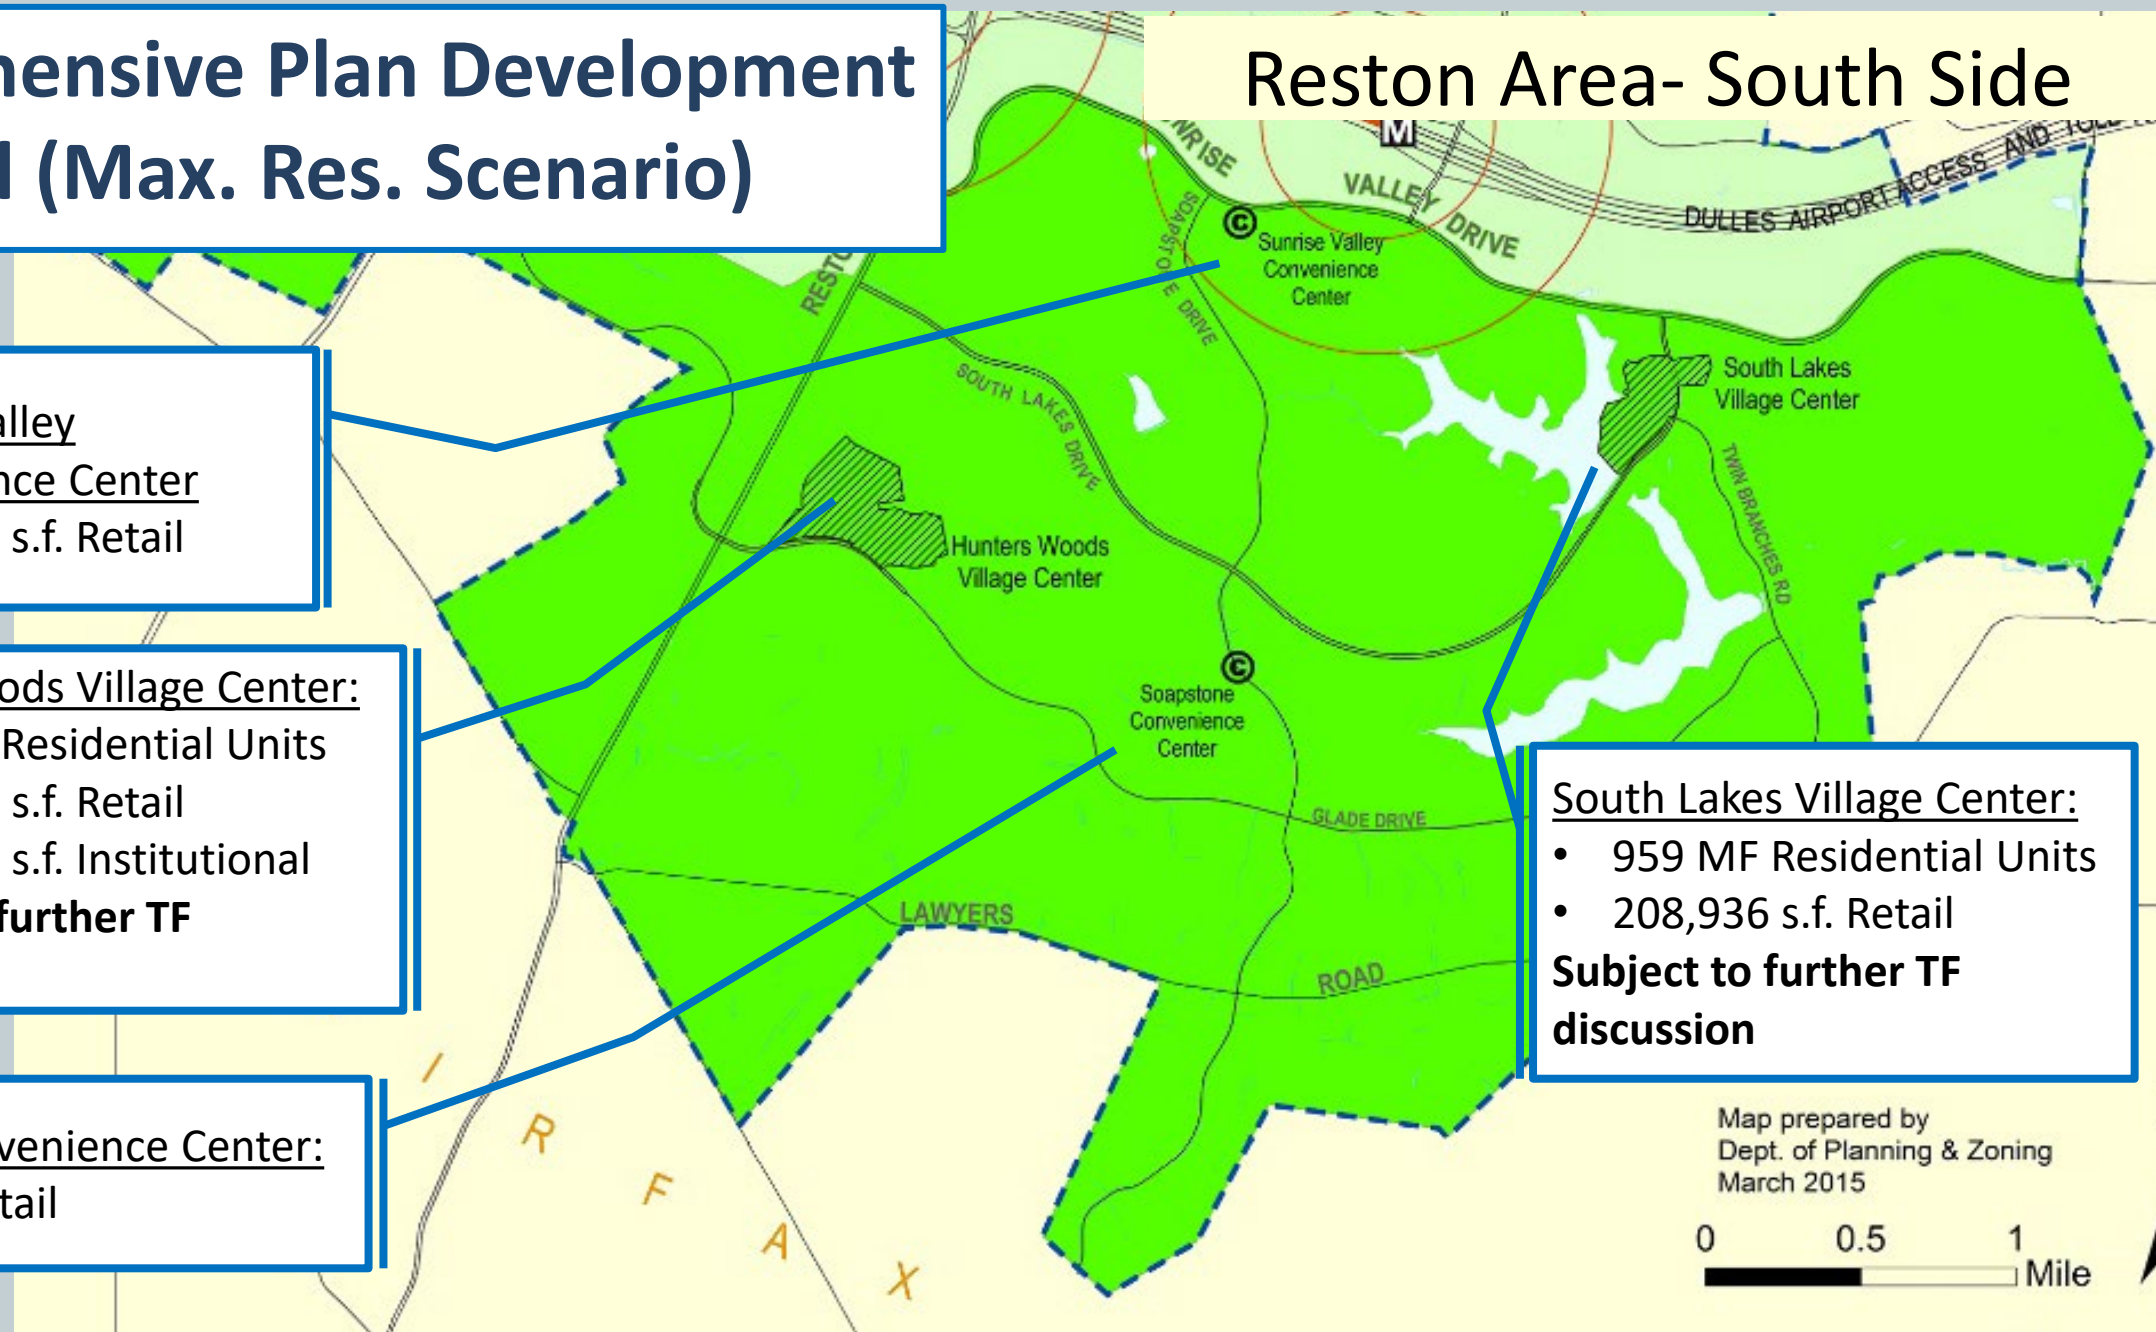 hensive Plan Development
(Max. Res. Scenario)
Reston Area- South Side
M
NRISE
VALLEY DRIVE
DULLES AIRPORT ACCESS AND TOLL
RESTO
SOAPSTONE DRIVE
©
Sunrise Valley
Convenience
Center
SOUTH LAKES DRIVE
South Lakes
Village Center
TWIN BRANCHES RD
alley
nce Center
s.f. Retail
Hunters Woods
Village Center
ods Village Center:
Residential Units
s.f. Retail
s.f. Institutional
further TF
©
Soapstone
Convenience
Center
GLADE DRIVE
LAWYERS
ROAD
South Lakes Village Center:
• 959 MF Residential Units
• 208,936 s.f. Retail
Subject to further TF
discussion
venience Center:
tail
I R F A X
Map prepared by
Dept. of Planning & Zoning
March 2015
0 0.5 1
Mile